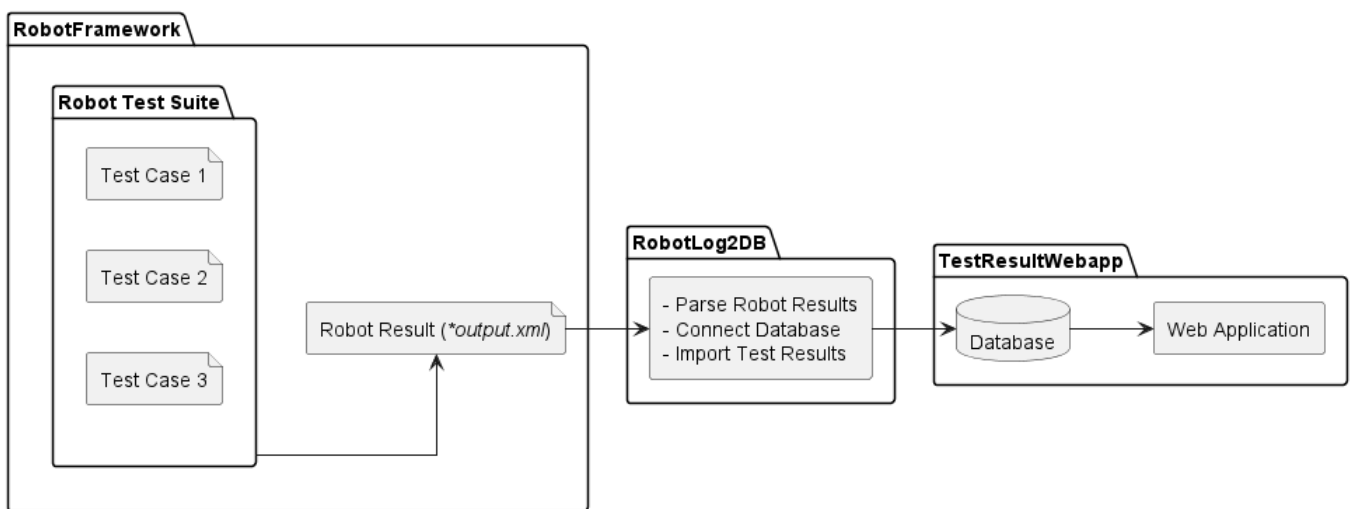 RobotFramework
Robot Test Suite
Test Case 1
Test Case 2
Test Case 3
Robot Result (*output.xml)
RobotLog2DB
- Parse Robot Results
- Connect Database
- Import Test Results
TestResultWebapp
Database
Web Application